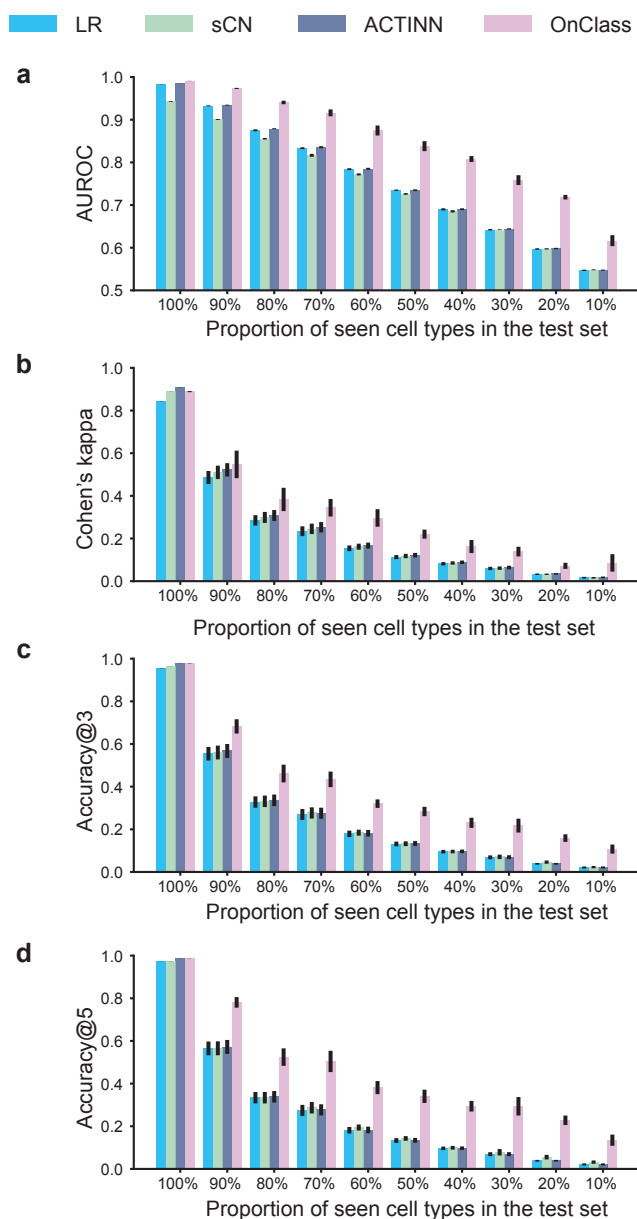 LR sCN ACTINN OnClass
a
AUROC
1.0
0.9
0.8
0.7
0.6
0.5
100% 90% 80% 70% 60% 50% 40% 30% 20% 10%
Proportion of seen cell types in the test set
b
Cohen's kappa
1.0
0.8
0.6
0.4
0.2
0.0
100% 90% 80% 70% 60% 50% 40% 30% 20% 10%
Proportion of seen cell types in the test set
c
Accuracy@3
1.0
0.8
0.6
0.4
0.2
0.0
100% 90% 80% 70% 60% 50% 40% 30% 20% 10%
Proportion of seen cell types in the test set
d
Accuracy@5
1.0
0.8
0.6
0.4
0.2
0.0
100% 90% 80% 70% 60% 50% 40% 30% 20% 10%
Proportion of seen cell types in the test set